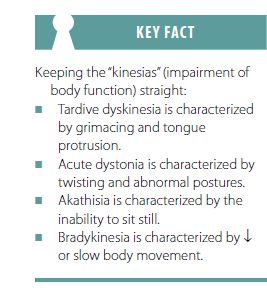 KEY FACT
Keeping the “kinesias” (impairment of
body function) straight:
■ Tardive dyskinesia is characterized
by grimacing and tongue
protrusion.
■ Acute dystonia is characterized by
twisting and abnormal postures.
■ Akathisia is characterized by the
inability to sit still.
■ Bradykinesia is characterized by ↓
or slow body movement.